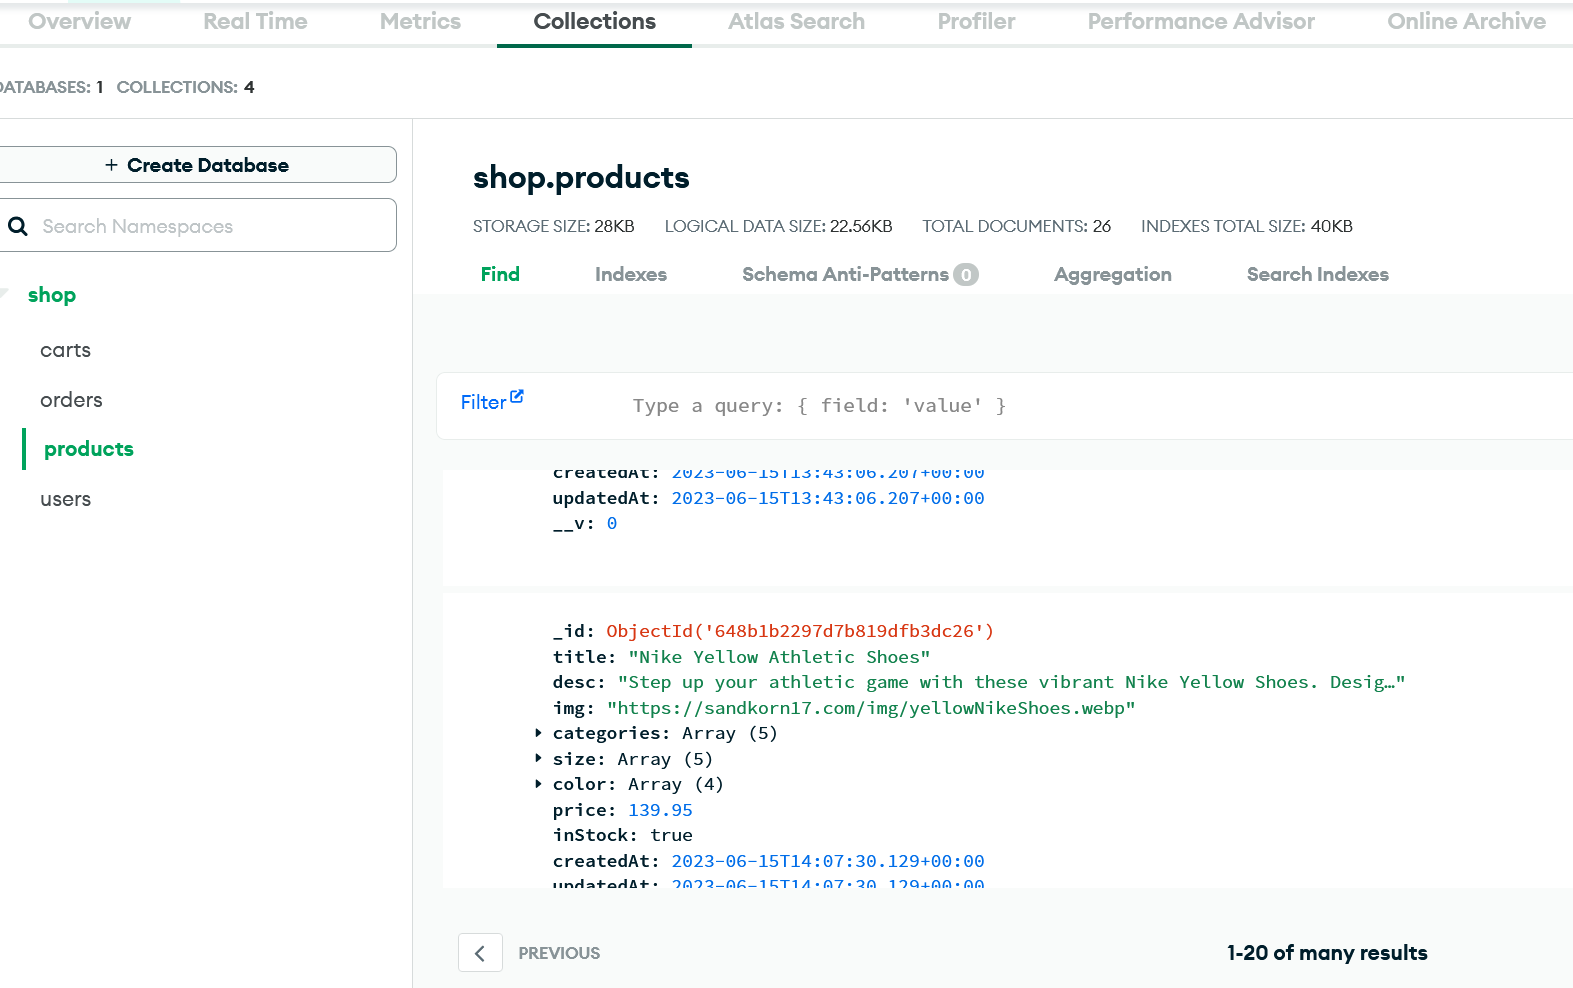 Overview Real Time Metrics Collections Atlas Search Profiler Performance Advisor Online Archive
DATABASES: 1 COLLECTIONS: 4
+ Create Database
Search Namespaces
shop
carts
orders
products
users
shop.products
STORAGE SIZE: 28KB LOGICAL DATA SIZE: 22.56KB TOTAL DOCUMENTS: 26 INDEXES TOTAL SIZE: 40KB
Find Indexes Schema Anti-Patterns 0 Aggregation Search Indexes
Filter Type a query: { field: 'value' }
createdAt: 2023-06-15T13:43:06.207+00:00
updatedAt: 2023-06-15T13:43:06.207+00:00
__v: 0
_id: ObjectId('648b1b2297d7b819dfb3dc26')
title: "Nike Yellow Athletic Shoes"
desc: "Step up your athletic game with these vibrant Nike Yellow Shoes. Desig…"
img: "https://sandkorn17.com/img/yellowNikeShoes.webp"
categories: Array (5)
size: Array (5)
color: Array (4)
price: 139.95
inStock: true
createdAt: 2023-06-15T14:07:30.129+00:00
updatedAt: 2023-06-15T14:07:30.129+00:00
PREVIOUS 1-20 of many results